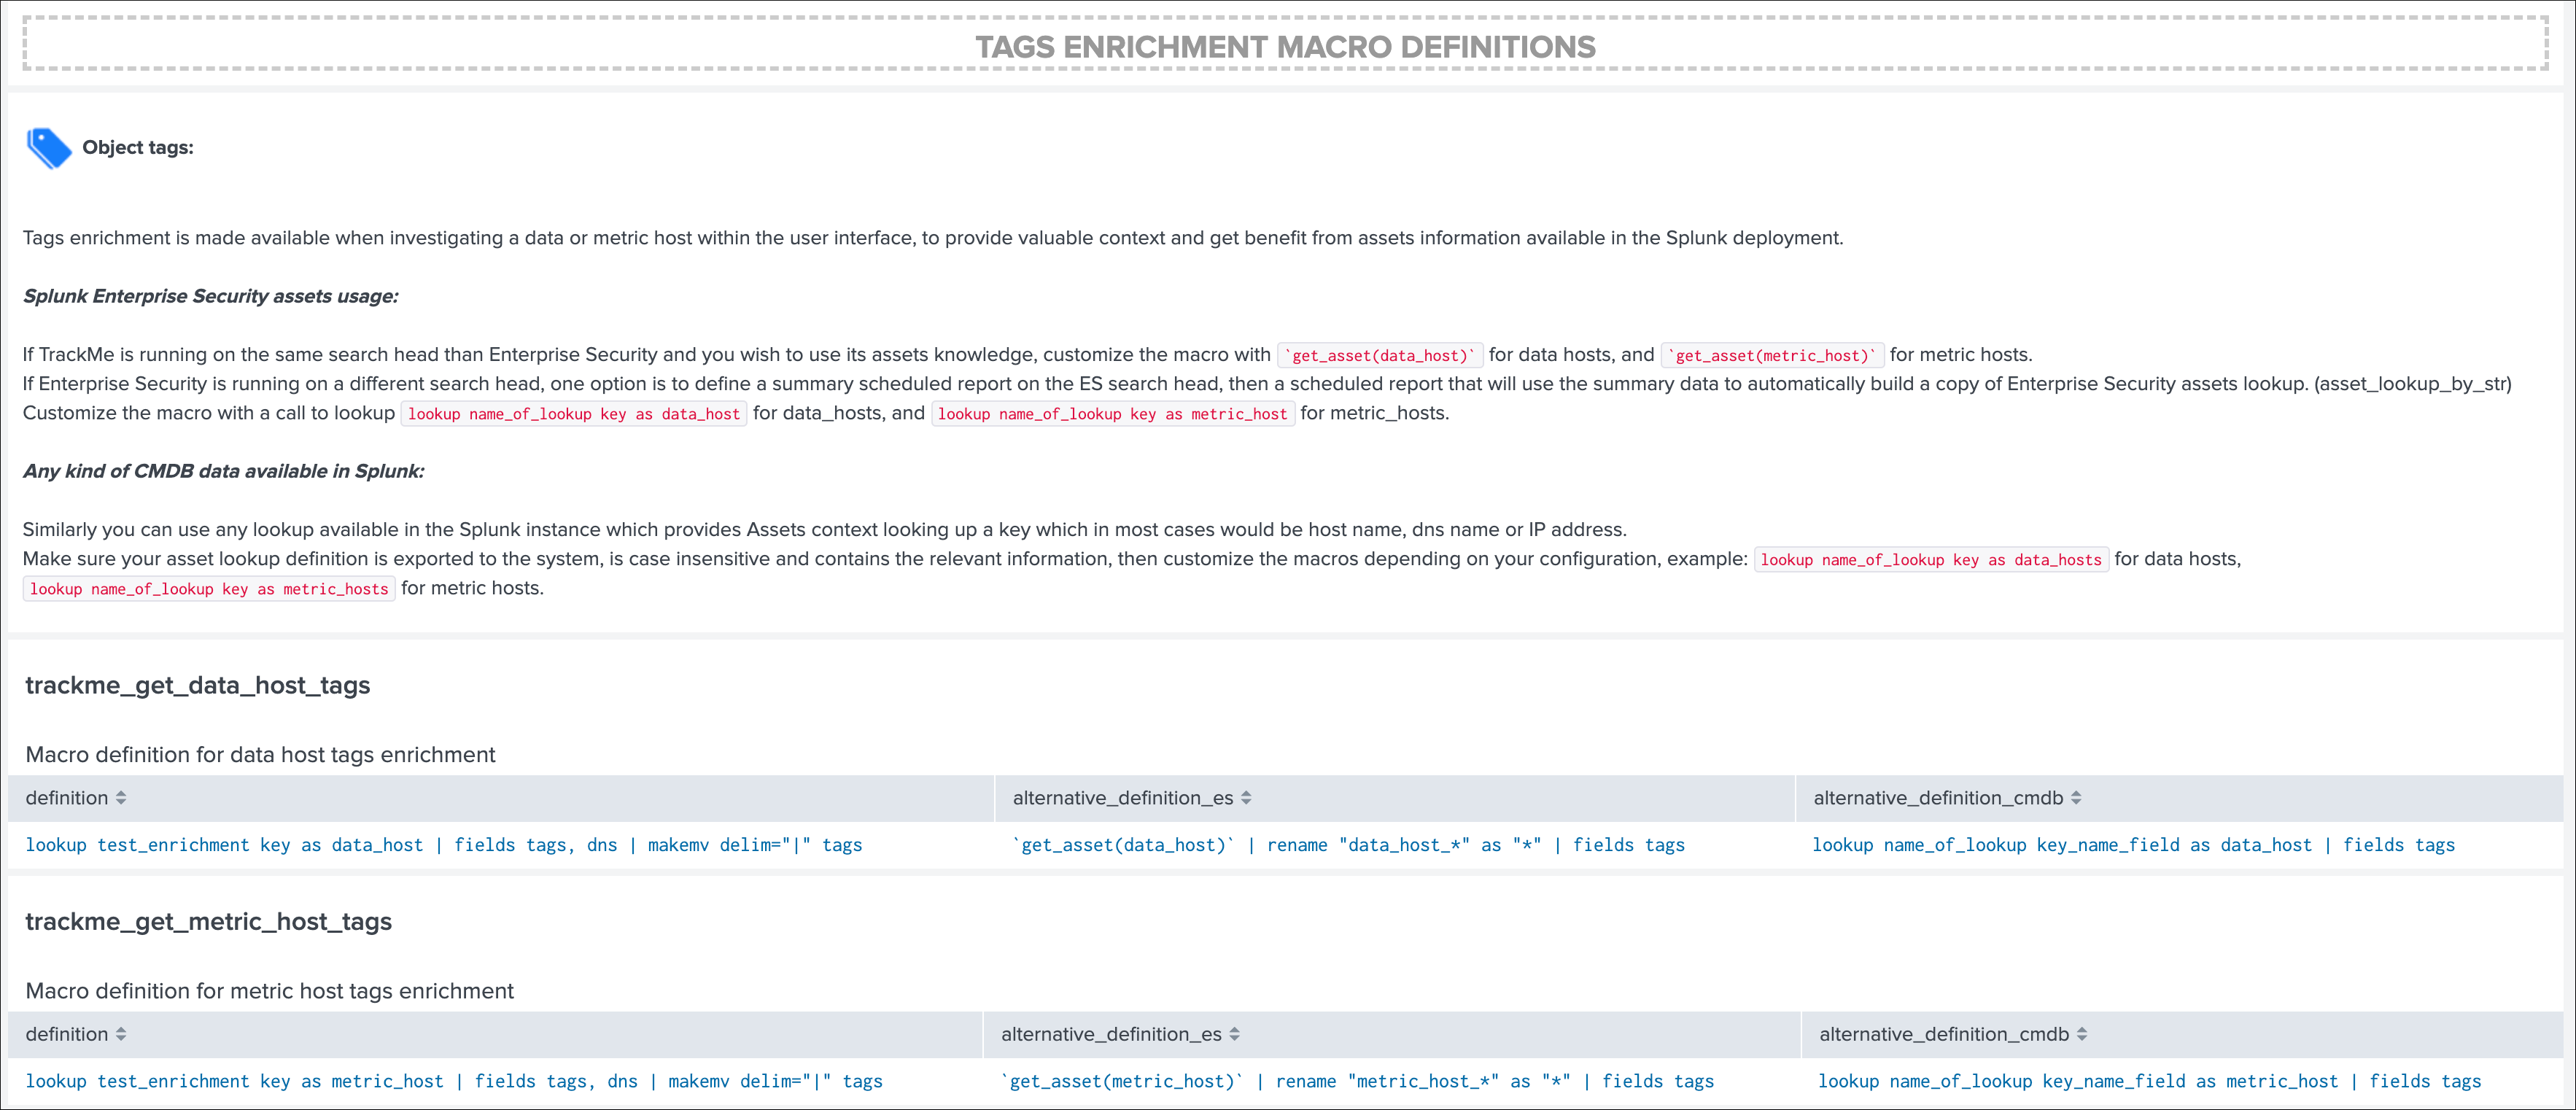 TAGS ENRICHMENT MACRO DEFINITIONS
Object tags:
Tags enrichment is made available when investigating a data or metric host within the user interface, to provide valuable context and get benefit from assets information available in the Splunk deployment.
Splunk Enterprise Security assets usage:
If TrackMe is running on the same search head than Enterprise Security and you wish to use its assets knowledge, customize the macro with `get_asset(data_host)` for data hosts, and `get_asset(metric_host)` for metric hosts.
If Enterprise Security is running on a different search head, one option is to define a summary scheduled report on the ES search head, then a scheduled report that will use the summary data to automatically build a copy of Enterprise Security assets lookup. (asset_lookup_by_str)
Customize the macro with a call to lookup lookup name_of_lookup key as data_host for data_hosts, and lookup name_of_lookup key as metric_host for metric_hosts.
Any kind of CMDB data available in Splunk:
Similarly you can use any lookup available in the Splunk instance which provides Assets context looking up a key which in most cases would be host name, dns name or IP address.
Make sure your asset lookup definition is exported to the system, is case insensitive and contains the relevant information, then customize the macros depending on your configuration, example: lookup name_of_lookup key as data_hosts for data hosts,
lookup name_of_lookup key as metric_hosts for metric hosts.
trackme_get_data_host_tags
Macro definition for data host tags enrichment
definition alternative_definition_es alternative_definition_cmdb
lookup test_enrichment key as data_host | fields tags, dns | makemv delim="|" tags `get_asset(data_host)` | rename "data_host_*" as "*" | fields tags lookup name_of_lookup key_name_field as data_host | fields tags
trackme_get_metric_host_tags
Macro definition for metric host tags enrichment
definition alternative_definition_es alternative_definition_cmdb
lookup test_enrichment key as metric_host | fields tags, dns | makemv delim="|" tags `get_asset(metric_host)` | rename "metric_host_*" as "*" | fields tags lookup name_of_lookup key_name_field as metric_host | fields tags